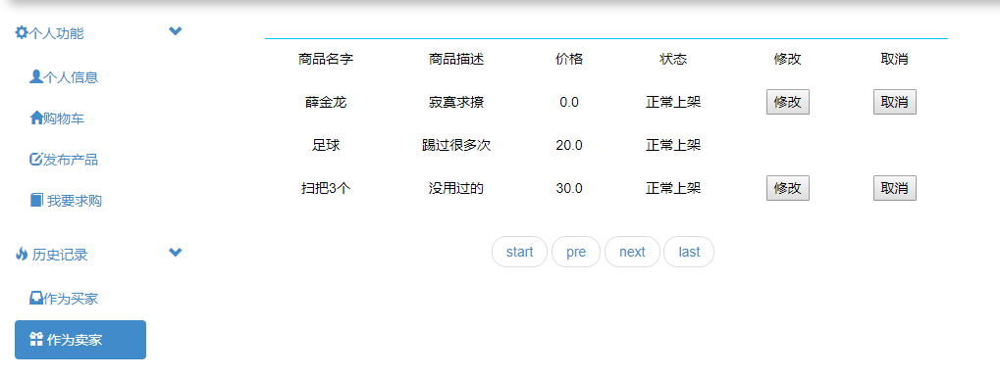 个人功能
个人信息
购物车
发布产品
我要求购
历史记录
作为买家
作为卖家
商品名字 商品描述 价格 状态 修改 取消
薛金龙 寂寞求撩 0.0 正常上架 修改 取消
足球 踢过很多次 20.0 正常上架
扫把3个 没用过的 30.0 正常上架 修改 取消
start pre next last